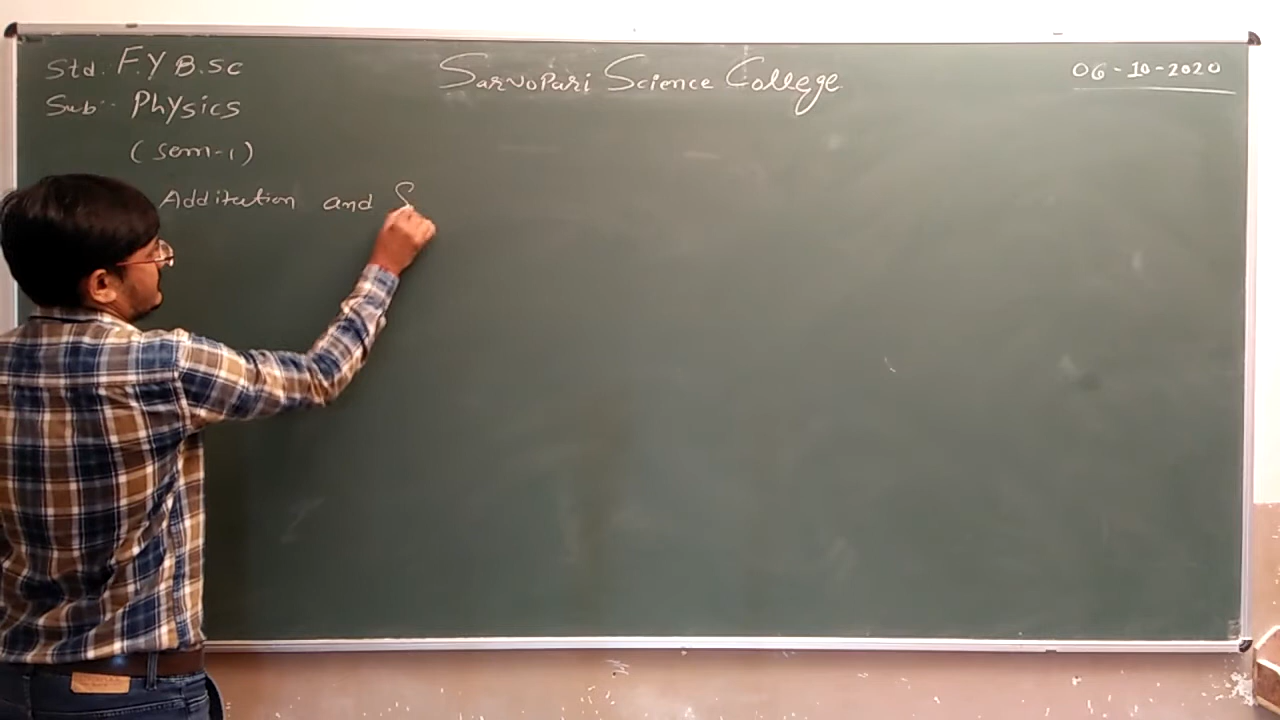 Std: F.Y B.sc
Sarvopari Science College
06-10-2020
Sub:- Physics
(sem-1)
Additution and S